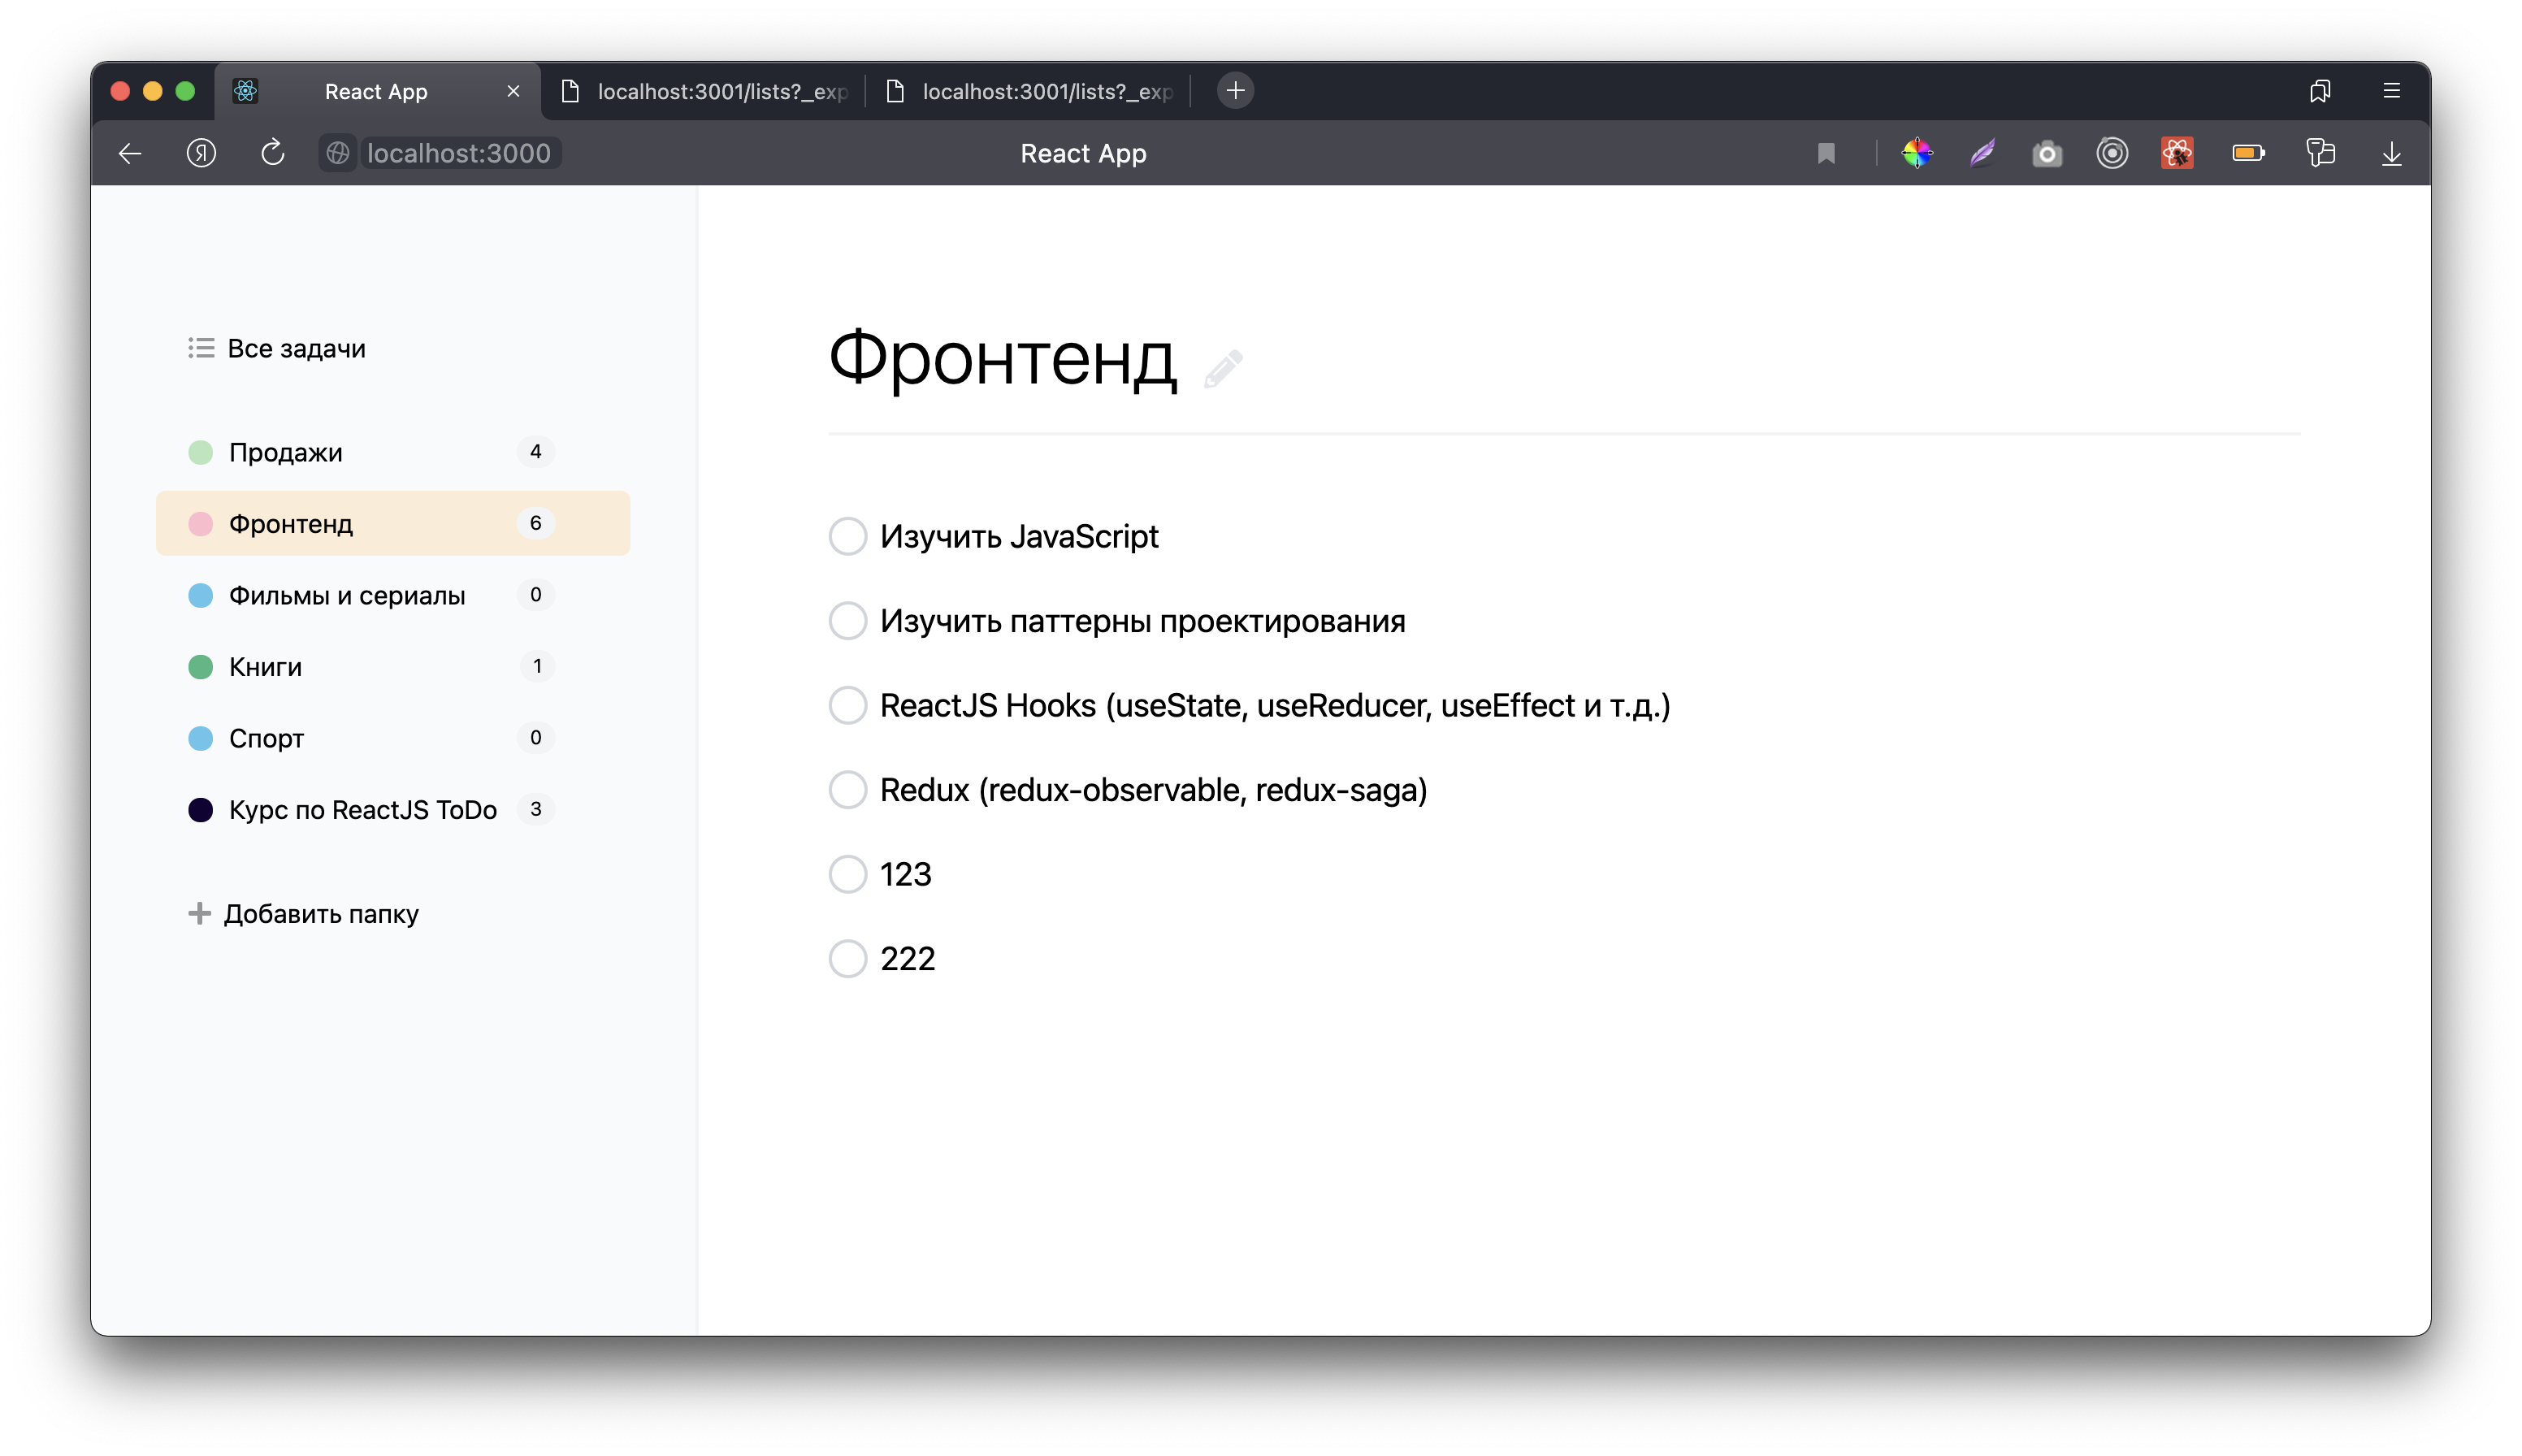 React App
localhost:3001/lists?_exp
localhost:3001/lists?_exp
Я
localhost:3000
React App
Все задачи
Продажи 4
Фронтенд 6
Фильмы и сериалы 0
Книги 1
Спорт 0
Курс по ReactJS ToDo 3
Добавить папку
Фронтенд
Изучить JavaScript
Изучить паттерны проектирования
ReactJS Hooks (useState, useReducer, useEffect и т.д.)
Redux (redux-observable, redux-saga)
123
222